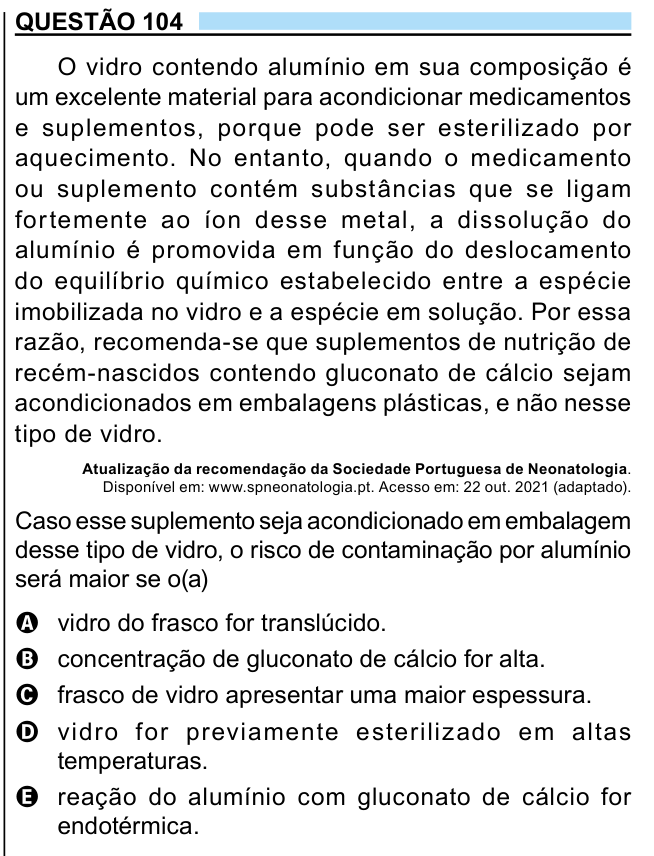 QUESTÃO 104
O vidro contendo alumínio em sua composição é
um excelente material para acondicionar medicamentos
e suplementos, porque pode ser esterilizado por
aquecimento. No entanto, quando o medicamento
ou suplemento contém substâncias que se ligam
fortemente ao íon desse metal, a dissolução do
alumínio é promovida em função do deslocamento
do equilíbrio químico estabelecido entre a espécie
imobilizada no vidro e a espécie em solução. Por essa
razão, recomenda-se que suplementos de nutrição de
recém-nascidos contendo gluconato de cálcio sejam
acondicionados em embalagens plásticas, e não nesse
tipo de vidro.
Atualização da recomendação da Sociedade Portuguesa de Neonatologia.
Disponível em: www.spneonatologia.pt. Acesso em: 22 out. 2021 (adaptado).
Caso esse suplemento seja acondicionado em embalagem
desse tipo de vidro, o risco de contaminação por alumínio
será maior se o(a)
A vidro do frasco for translúcido.
B concentração de gluconato de cálcio for alta.
C frasco de vidro apresentar uma maior espessura.
D vidro for previamente esterilizado em altas
temperaturas.
E reação do alumínio com gluconato de cálcio for
endotérmica.